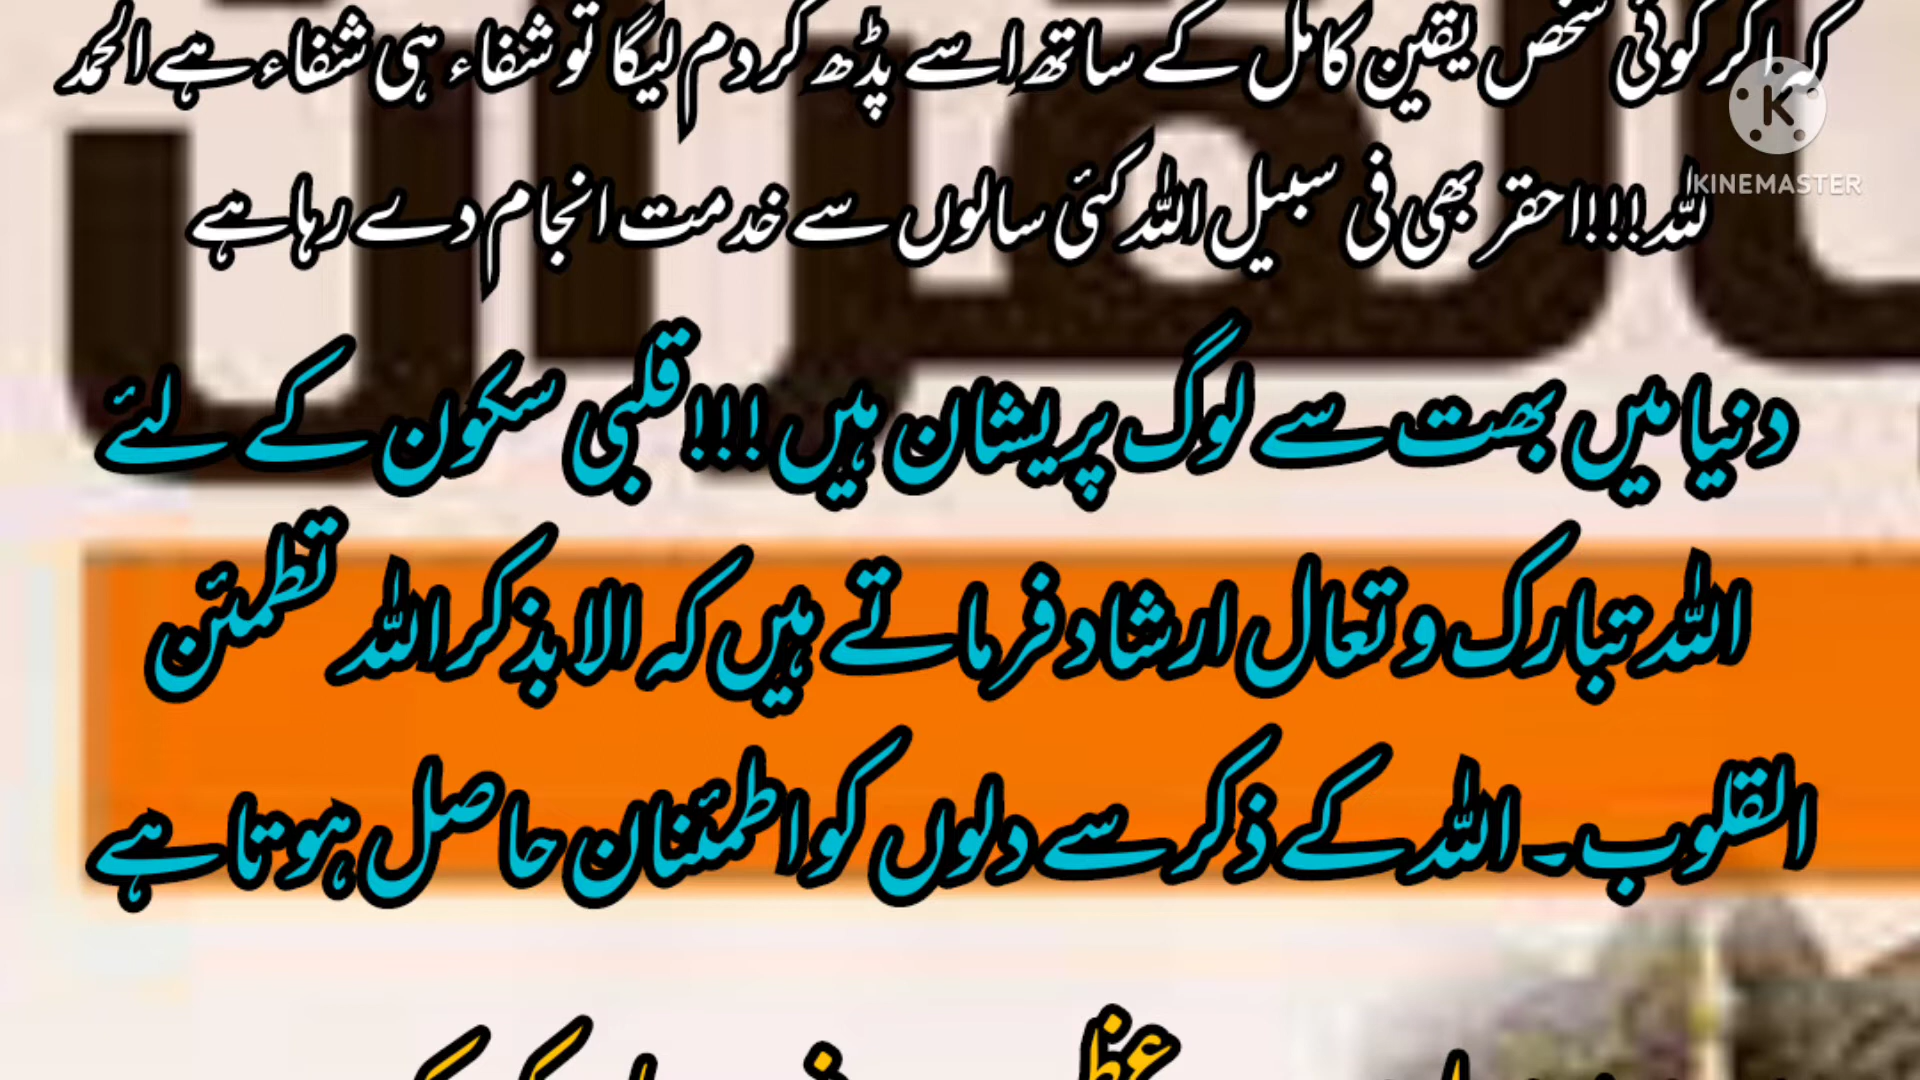 کہ اگر کوئی شخص یقین کامل کے ساتھ اسے پڑھ کر دم لیگا تو شفاء ہی شفاء ہے الحمد
للہ!!! احقر بھی فی سبیل اللہ کئی سالوں سے خدمت انجام دے رہا ہے
KINEMASTER
دنیا میں بھت سے لوگ پریشان ہیں !!! قلبی سکون کے لئے
اللہ تبارک و تعال ارشاد فرماتے ہیں کہ الا بذکر اللہ تطمئن
القلوب ۔ اللہ کے ذکر سے دلوں کو اطمئنان حاصل ہوتا ہے